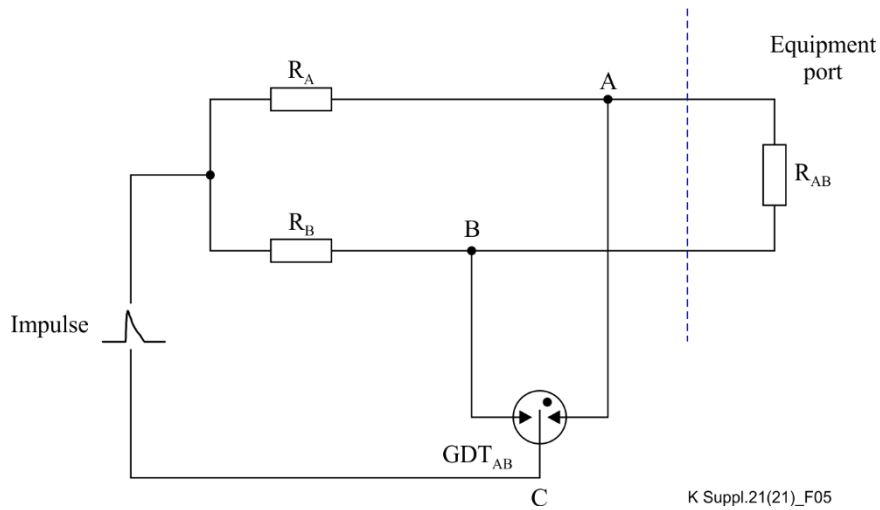 Equipment
port
R_A
A
R_AB
R_B
B
Impulse
GDT_AB
C
K Suppl.21(21)_F05